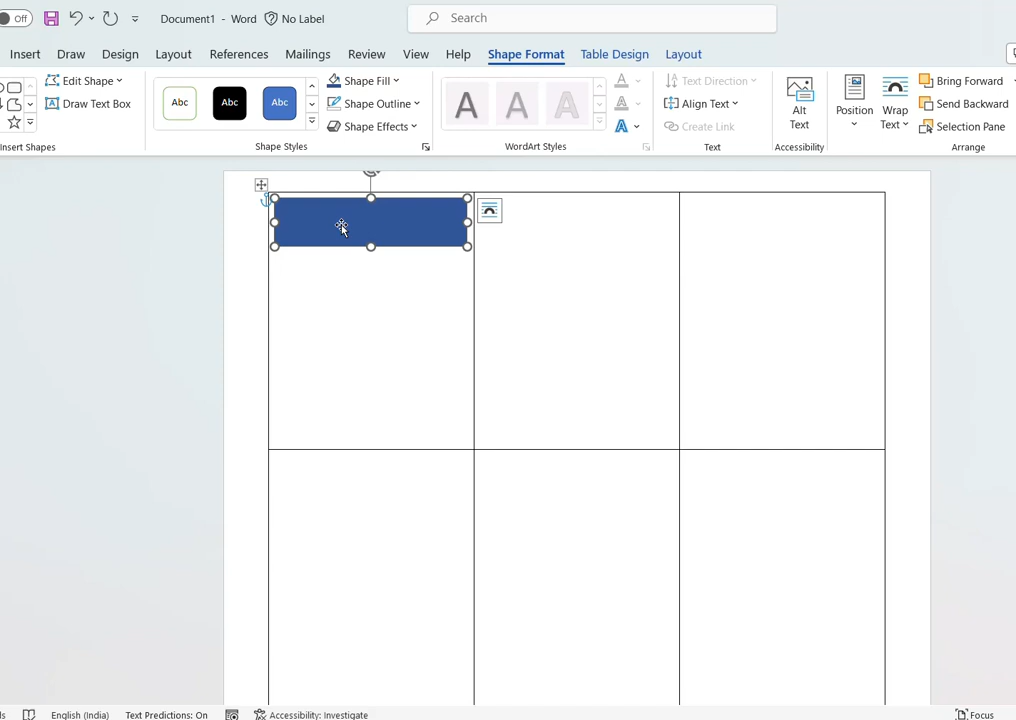 Off Document1 - Word No Label Search
Insert Draw Design Layout References Mailings Review View Help Shape Format Table Design Layout
Edit Shape
Draw Text Box
Insert Shapes
Abc Abc Abc
Shape Fill
Shape Outline
Shape Effects
Shape Styles
A A A
A
A
A
WordArt Styles
Text Direction
Align Text
Create Link
Text
Alt
Text
Accessibility
Position
Wrap
Text
Bring Forward
Send Backward
Selection Pane
Arrange
English (India) Text Predictions: On Accessibility: Investigate Focus